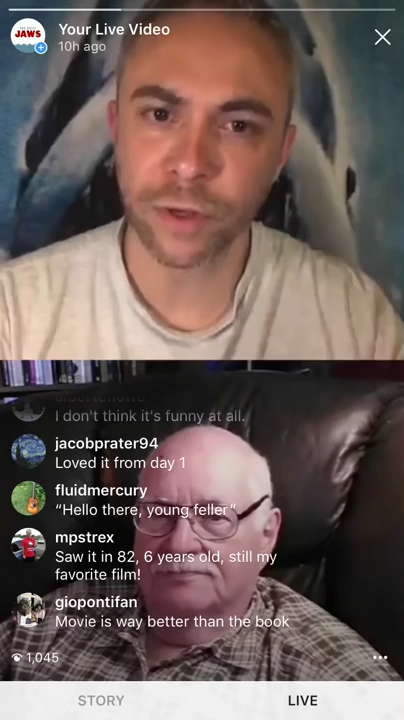 THE DAILY
JAWS
Your Live Video
10h ago
I don't think it's funny at all.
jacobprater94
Loved it from day 1
fluidmercury
“Hello there, young feller”
mpstrex
Saw it in 82, 6 years old, still my
favorite film!
giopontifan
Movie is way better than the book
1,045
STORY
LIVE